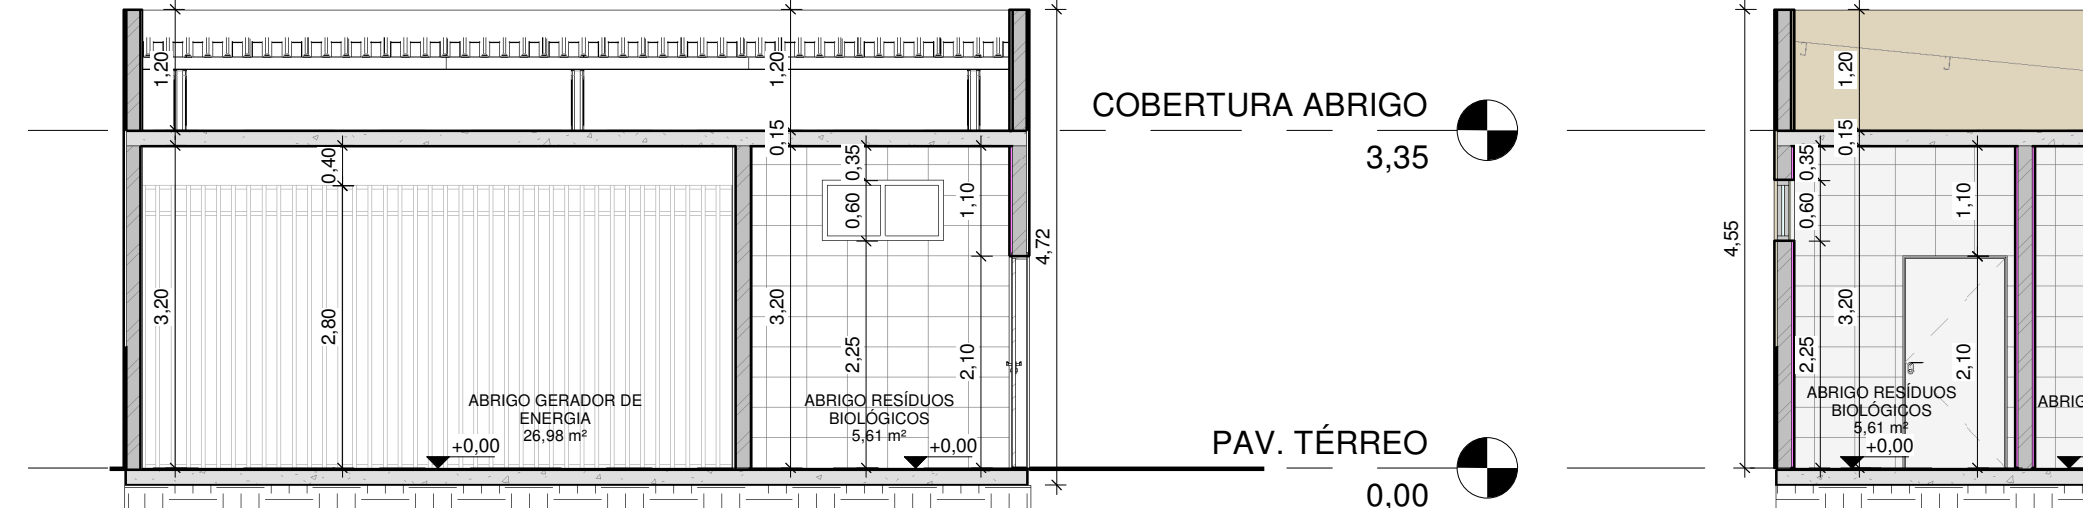 1,20
1,20
0,15
0,40
0,35
0,60
1,10
3,20
2,80
3,20
2,25
2,10
4,72
ABRIGO GERADOR DE
ENERGIA
26,98 m²
+0,00
ABRIGO RESÍDUOS
BIOLÓGICOS
5,61 m²
+0,00
COBERTURA ABRIGO
3,35
PAV. TÉRREO
0,00
4,55
1,20
0,15
0,35
0,60
1,10
3,20
2,25
2,10
ABRIGO RESÍDUOS
BIOLÓGICOS
5,61 m²
+0,00